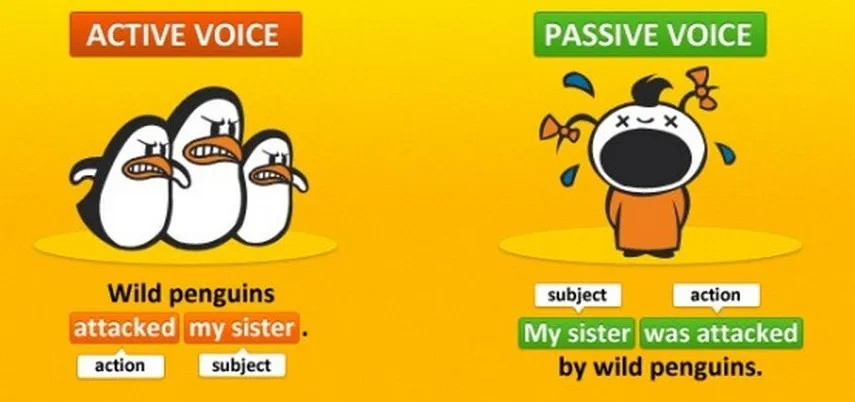 ACTIVE VOICE
Wild penguins
attacked my sister.
action subject
PASSIVE VOICE
subject action
My sister was attacked
by wild penguins.